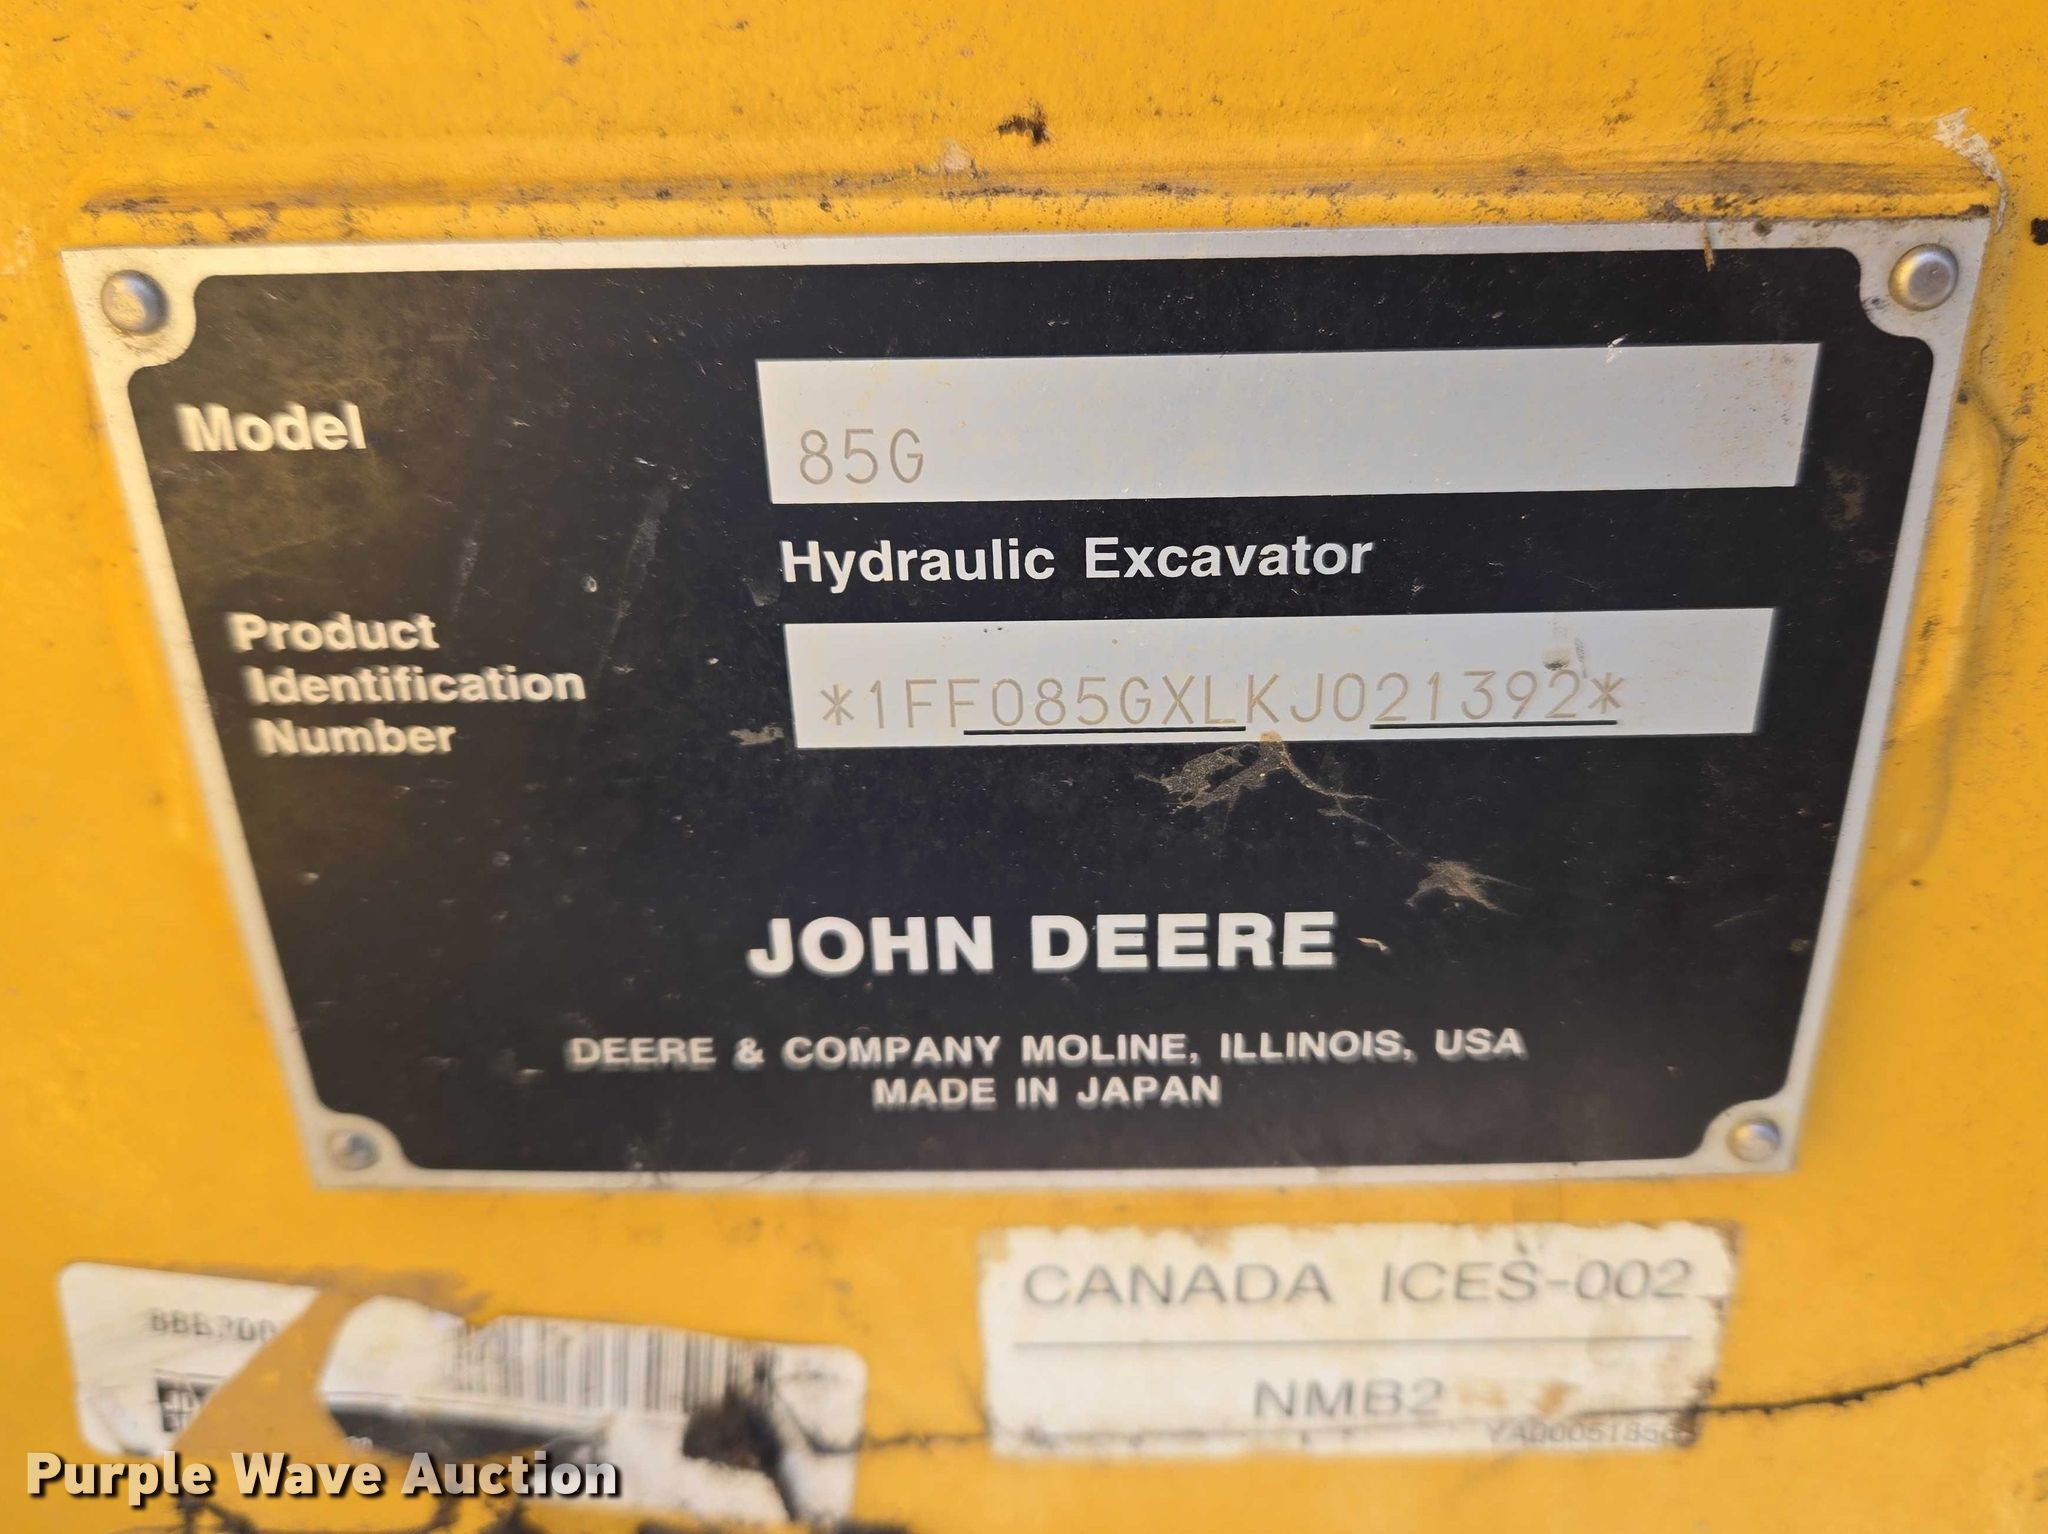 Model
85G
Hydraulic Excavator
Product
Identification
Number
*1FF085GXLKJ021392*
JOHN DEERE
DEERE & COMPANY MOLINE, ILLINOIS, USA
MADE IN JAPAN
CANADA ICES-002
NMB2
Purple Wave Auction